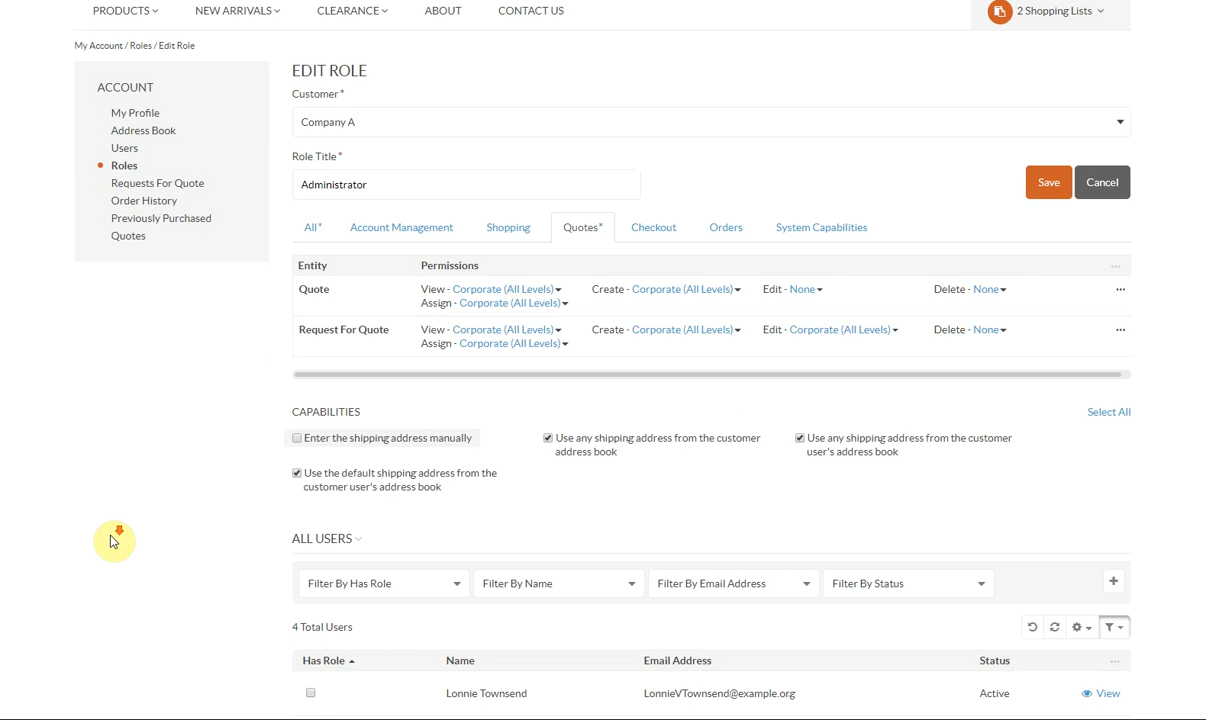 PRODUCTS NEW ARRIVALS CLEARANCE ABOUT CONTACT US 2 Shopping Lists
My Account / Roles / Edit Role
ACCOUNT
My Profile
Address Book
Users
Roles
Requests For Quote
Order History
Previously Purchased
Quotes
EDIT ROLE
Customer*
Company A
Role Title*
Administrator
Save Cancel
All* Account Management Shopping Quotes* Checkout Orders System Capabilities
Entity Permissions ...
Quote View - Corporate (All Levels) Create - Corporate (All Levels) Edit - None Delete - None ...
Assign - Corporate (All Levels)
Request For Quote View - Corporate (All Levels) Create - Corporate (All Levels) Edit - Corporate (All Levels) Delete - None ...
Assign - Corporate (All Levels)
CAPABILITIES Select All
Enter the shipping address manually
Use any shipping address from the customer
address book
Use any shipping address from the customer
user's address book
Use the default shipping address from the
customer user's address book
ALL USERS
Filter By Has Role Filter By Name Filter By Email Address Filter By Status +
4 Total Users
Has Role Name Email Address Status ...
Lonnie Townsend LonnieVTownsend@example.org Active View